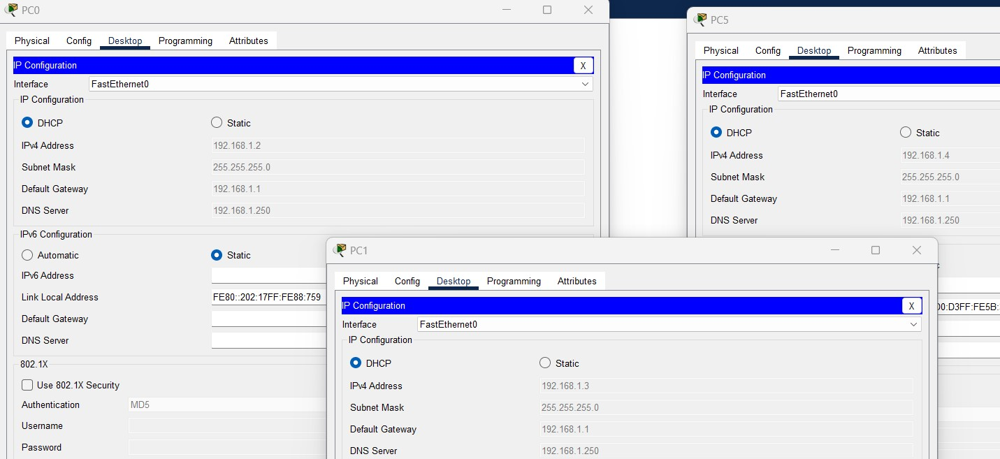 PC0
Physical Config Desktop Programming Attributes
IP Configuration X
Interface FastEthernet0
IP Configuration
DHCP Static
IPv4 Address 192.168.1.2
Subnet Mask 255.255.255.0
Default Gateway 192.168.1.1
DNS Server 192.168.1.250
IPv6 Configuration
Automatic Static
IPv6 Address
Link Local Address FE80::202:17FF:FE88:759
Default Gateway
DNS Server
802.1X
Use 802.1X Security
Authentication MD5
Username
Password
PC5
Physical Config Desktop Programming Attributes
IP Configuration
Interface FastEthernet0
IP Configuration
DHCP Static
IPv4 Address 192.168.1.4
Subnet Mask 255.255.255.0
Default Gateway 192.168.1.1
DNS Server 192.168.1.250
D3FF:FE5B:
PC1
Physical Config Desktop Programming Attributes
IP Configuration X
Interface FastEthernet0
IP Configuration
DHCP Static
IPv4 Address 192.168.1.3
Subnet Mask 255.255.255.0
Default Gateway 192.168.1.1
DNS Server 192.168.1.250